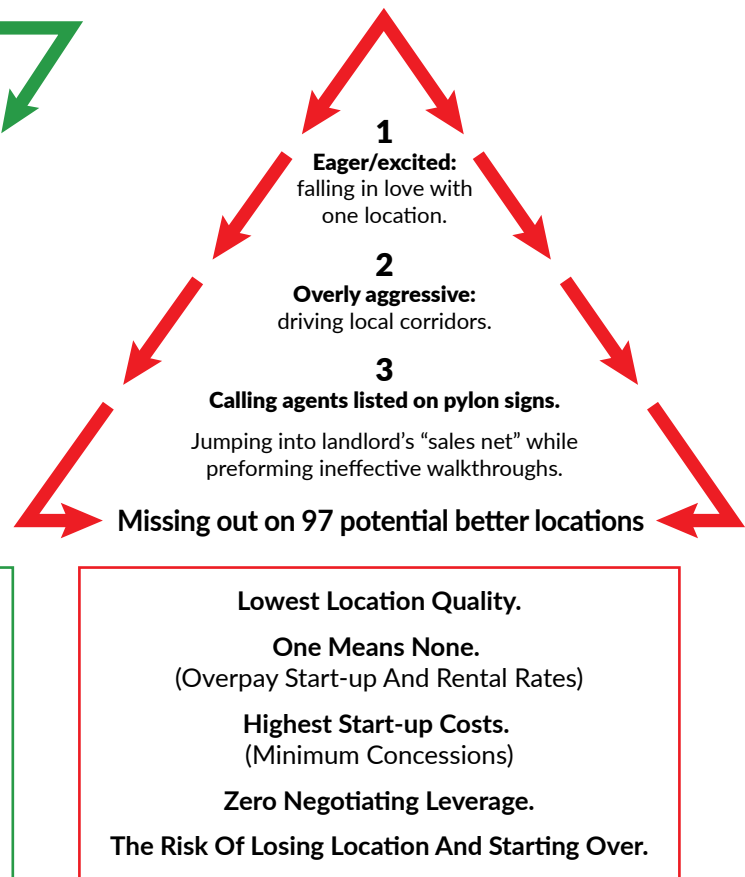 1
Eager/excited:
falling in love with
one location.
2
Overly aggressive:
driving local corridors.
3
Calling agents listed on pylon signs.
Jumping into landlord’s “sales net” while
preforming ineffective walkthroughs.
Missing out on 97 potential better locations
Lowest Location Quality.
One Means None.
(Overpay Start-up And Rental Rates)
Highest Start-up Costs.
(Minimum Concessions)
Zero Negotiating Leverage.
The Risk Of Losing Location And Starting Over.